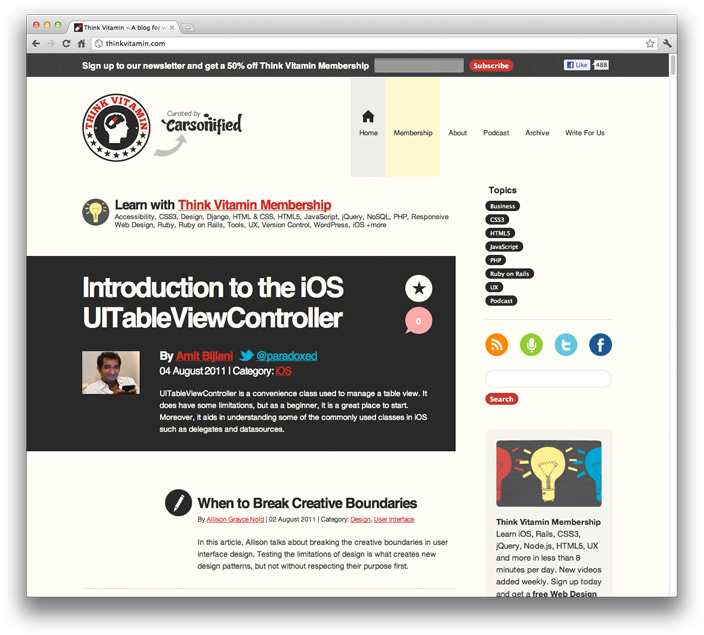 Think Vitamin – A blog for w
thinkvitamin.com
Sign up to our newsletter and get a 50% off Think Vitamin Membership
Subscribe
Like
488
THINK VITAMIN
Curated by
Carsonified
Home
Membership
About
Podcast
Archive
Write For Us
Learn with Think Vitamin Membership
Accessibility, CSS3, Design, Django, HTML & CSS, HTML5, JavaScript, jQuery, NoSQL, PHP, Responsive
Web Design, Ruby, Ruby on Rails, Tools, UX, Version Control, WordPress, iOS +more
Introduction to the iOS
UITableViewController
0
By Amit Bijlani @paradoxed
04 August 2011 | Category: iOS
UITableViewController is a convenience class used to manage a table view. It
does have some limitations, but as a beginner, it is a great place to start.
Moreover, it aids in understanding some of the commonly used classes in iOS
such as delegates and datasources.
When to Break Creative Boundaries
By Allison Grayce Nold | 02 August 2011 | Category: Design, User Interface
In this article, Allison talks about breaking the creative boundaries in user
interface design. Testing the limitations of design is what creates new
design patterns, but not without respecting their purpose first.
Topics
Business
CSS3
HTML5
JavaScript
PHP
Ruby on Rails
UX
Podcast
Search
Think Vitamin Membership
Learn iOS, Rails, CSS3,
jQuery, Node.js, HTML5, UX
and more in less than 8
minutes per day. New videos
added weekly. Sign up today
and get a free Web Design